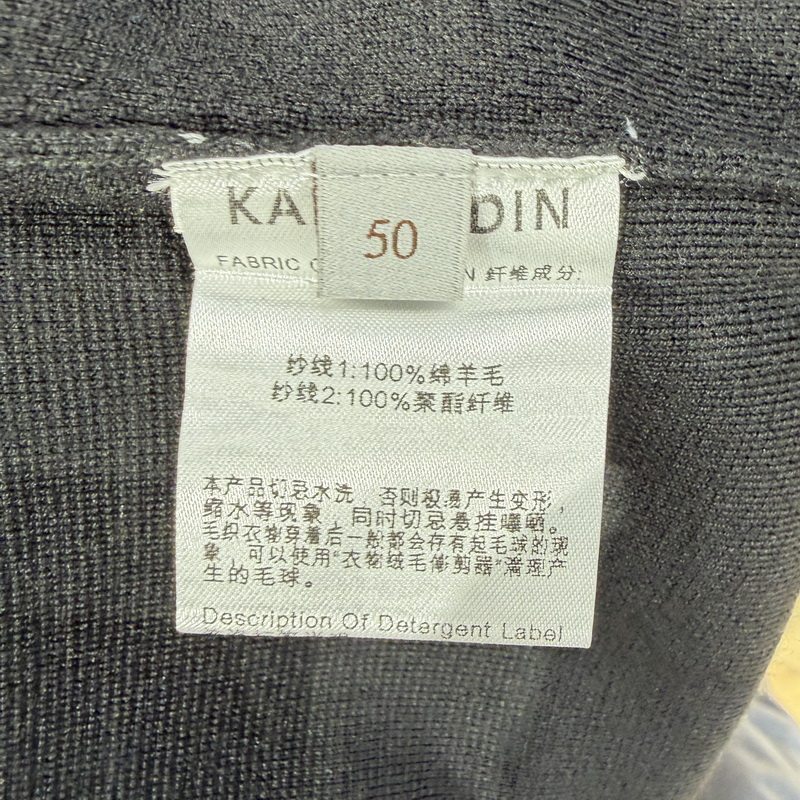 KA DIN
50
FABRIC N 纤维成分:
纱线1:100%绵羊毛
纱线2:100%聚酯纤维
本产品切忌水洗，否则极易产生变形，
缩水等现象，同时切忌悬挂曝晒。
毛织衣物穿着后一般都会存有起毛球的现
象，可以使用“衣物绒毛修剪器”清理产
生的毛球。
Description Of Detergent Label